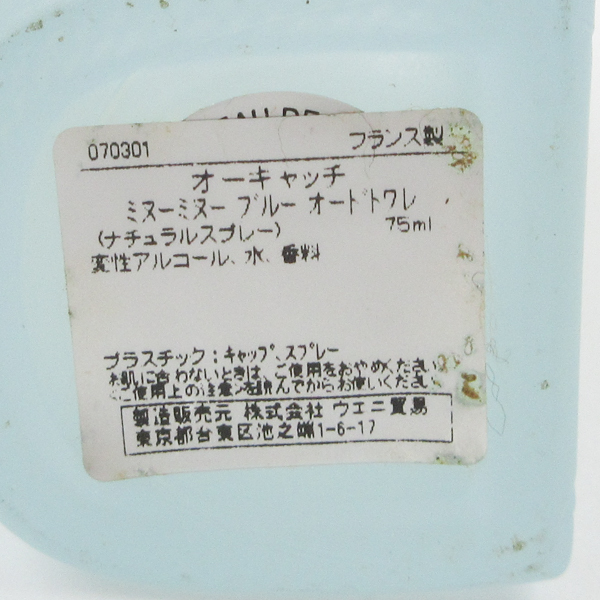 070301 フランス製
オーキャッチ
ミヌーミヌー ブルー オードトワレ
75ml
(ナチュラルスプレー)
変性アルコール、水、香料
プラスチック:キャップ、スプレー
お肌に合わないときは、ご使用をおやめください。
ご使用上の注意を読んでからお使いください。
製造販売元 株式会社 ウエニ貿易
東京都台東区池之端1-6-17